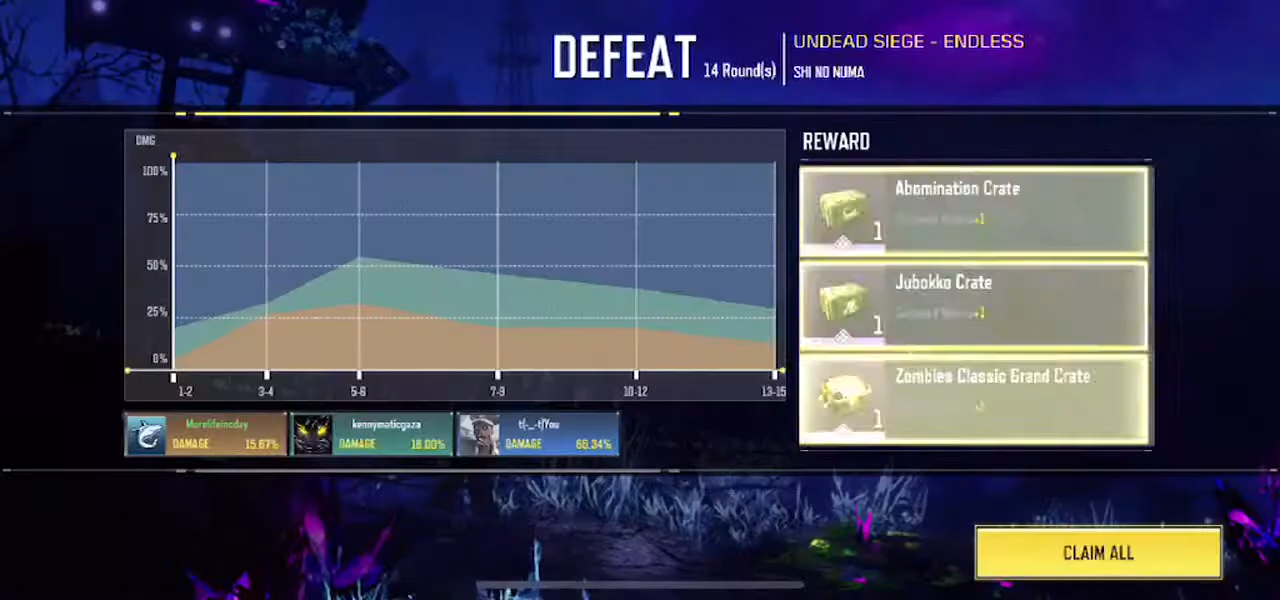 DEFEAT 14 Round(s)
UNDEAD SIEGE - ENDLESS
SHI NO NUMA
DMG
100%
75%
50%
25%
0%
1-2 3-4 5-6 7-9 10-12 13-15
DAMAGE 15.67%
kennymaticgaza
DAMAGE 18.00%
t(-_-t)You
DAMAGE 66.34%
REWARD
Abomination Crate
1
Jubokko Crate
1
Zombies Classic Grand Crate
1
CLAIM ALL